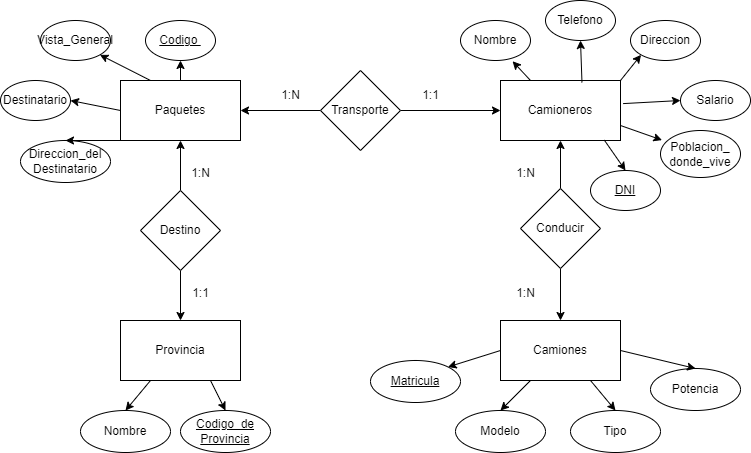 Vista_General
Codigo
Telefono
Nombre
Direccion
Destinatario
Paquetes
1:N
Transporte
1:1
Camioneros
Salario
Direccion_del
Destinatario
Poblacion_
donde_vive
1:N
1:N
DNI
Destino
Conducir
1:1
1:N
Provincia
Camiones
Matricula
Potencia
Nombre
Codigo_de
Provincia
Modelo
Tipo